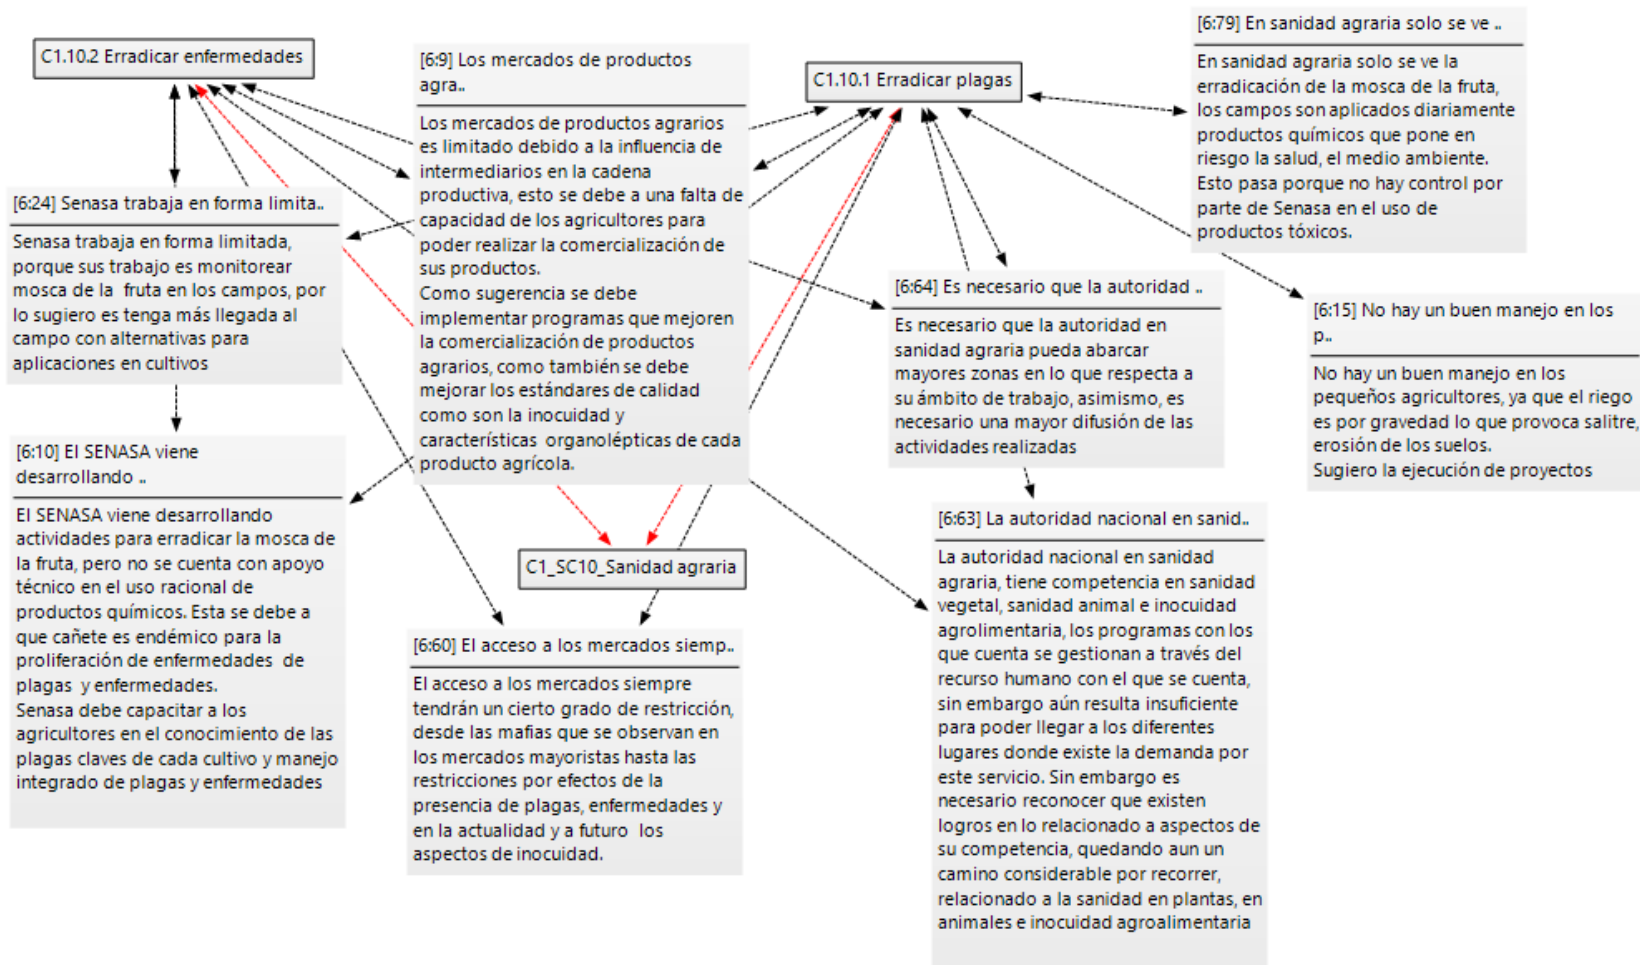 C1.10.2 Erradicar enfermedades
[6:9] Los mercados de productos
agra..
Los mercados de productos agrarios
es limitado debido a la influencia de
intermediarios en la cadena
productiva, esto se debe a una falta de
capacidad de los agricultores para
poder realizar la comercialización de
sus productos.
Como sugerencia se debe
implementar programas que mejoren
la comercialización de productos
agrarios, como también se debe
mejorar los estándares de calidad
como son la inocuidad y
características  organolépticas de cada
producto agrícola.
C1.10.1 Erradicar plagas
[6:79] En sanidad agraria solo se ve ..
En sanidad agraria solo se ve la
erradicación de la mosca de la fruta,
los campos son aplicados diariamente
productos químicos que pone en
riesgo la salud, el medio ambiente.
Esto pasa porque no hay control por
parte de Senasa en el uso de
productos tóxicos.
[6:24] Senasa trabaja en forma limita..
Senasa trabaja en forma limitada,
porque sus trabajo es monitorear
mosca de la  fruta en los campos, por
lo sugiero es tenga más llegada al
campo con alternativas para
aplicaciones en cultivos
[6:64] Es necesario que la autoridad ..
Es necesario que la autoridad en
sanidad agraria pueda abarcar
mayores zonas en lo que respecta a
su ámbito de trabajo, asimismo, es
necesario una mayor difusión de las
actividades realizadas
[6:15] No hay un buen manejo en los
p..
No hay un buen manejo en los
pequeños agricultores, ya que el riego
es por gravedad lo que provoca salitre,
erosión de los suelos.
Sugiero la ejecución de proyectos
[6:10] El SENASA viene
desarrollando ..
El SENASA viene desarrollando
actividades para erradicar la mosca de
la fruta, pero no se cuenta con apoyo
técnico en el uso racional de
productos químicos. Esta se debe a
que cañete es endémico para la
proliferación de enfermedades  de
plagas  y enfermedades.
Senasa debe capacitar a los
agricultores en el conocimiento de las
plagas claves de cada cultivo y manejo
integrado de plagas y enfermedades
C1_SC10_Sanidad agraria
[6:60] El acceso a los mercados siemp..
El acceso a los mercados siempre
tendrán un cierto grado de restricción,
desde las mafias que se observan en
los mercados mayoristas hasta las
restricciones por efectos de la
presencia de plagas, enfermedades y
en la actualidad y a futuro  los
aspectos de inocuidad.
[6:63] La autoridad nacional en sanid..
La autoridad nacional en sanidad
agraria, tiene competencia en sanidad
vegetal, sanidad animal e inocuidad
agrolimentaria, los programas con los
que cuenta se gestionan a través del
recurso humano con el que se cuenta,
sin embargo aún resulta insuficiente
para poder llegar a los diferentes
lugares donde existe la demanda por
este servicio. Sin embargo es
necesario reconocer que existen
logros en lo relacionado a aspectos de
su competencia, quedando aun un
camino considerable por recorrer,
relacionado a la sanidad en plantas, en
animales e inocuidad agroalimentaria